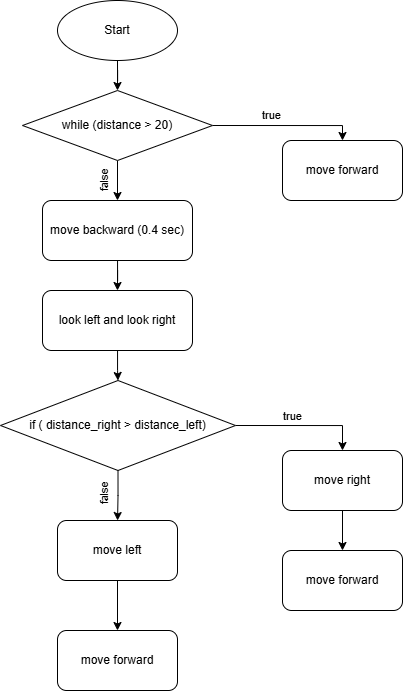 Start
while (distance > 20)
true
move forward
false
move backward (0.4 sec)
look left and look right
if ( distance_right > distance_left)
true
move right
false
move left
move forward
move forward